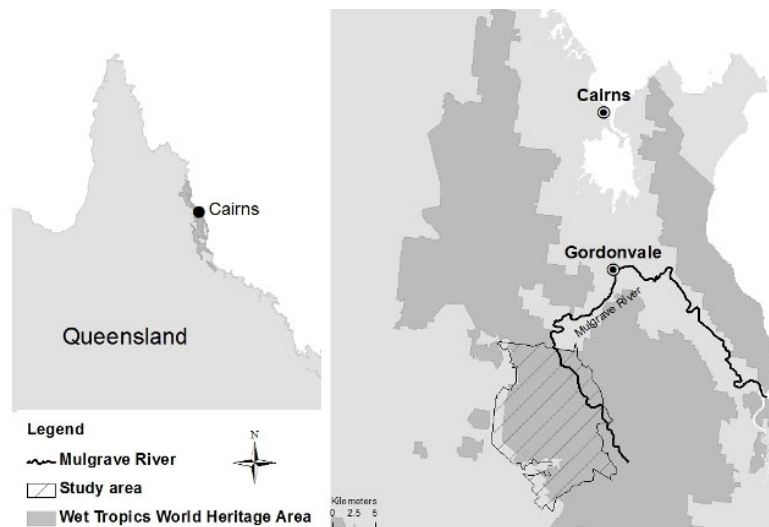 Cairns
Queensland
Legend
N
Mulgrave River
Study area
Wet Tropics World Heritage Area
Cairns
Gordonvale
Mulgrave River
Kilometers
0 2.5 5